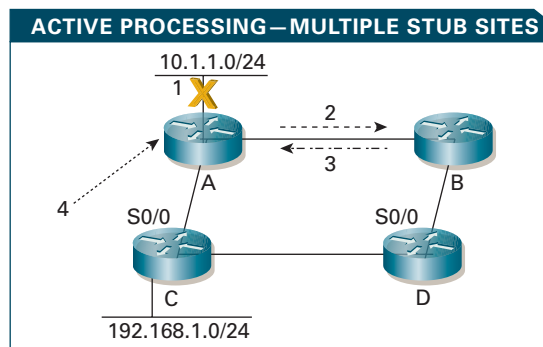 ACTIVE PROCESSING—MULTIPLE STUB SITES
10.1.1.0/24
1
2
3
A
B
4
S0/0
S0/0
C
D
192.168.1.0/24